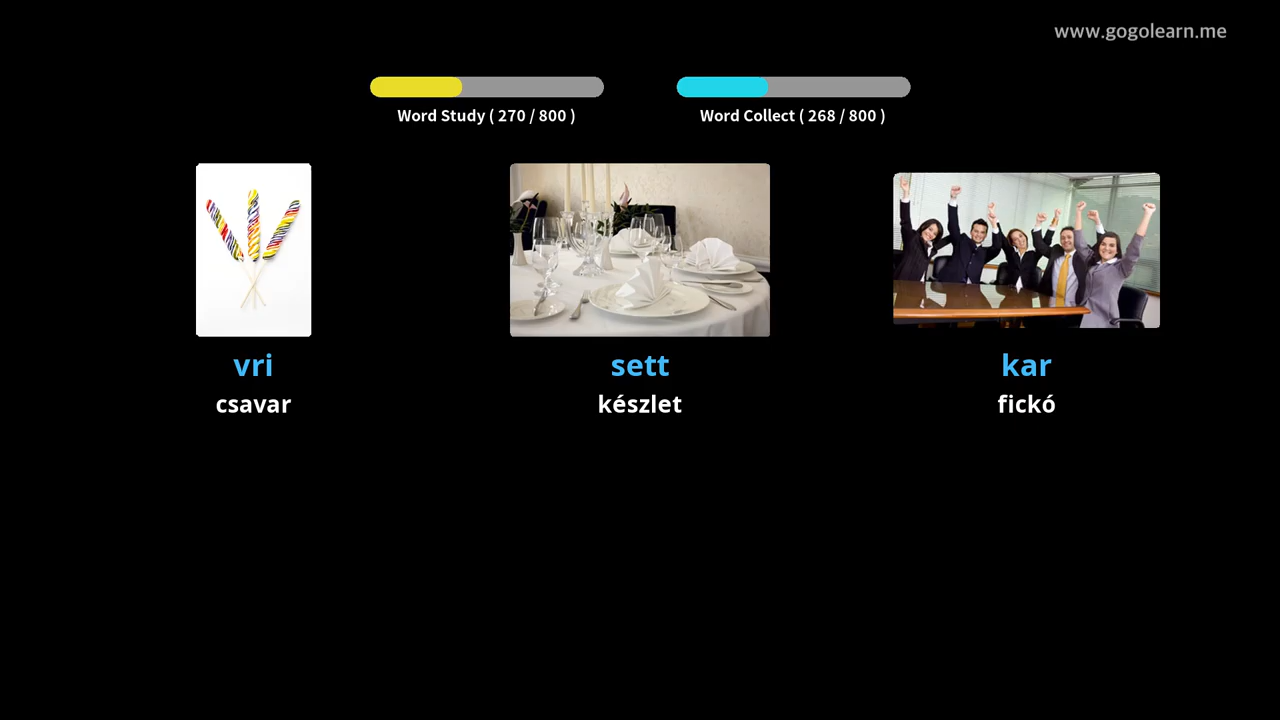 www.gogolearn.me
Word Study ( 270 / 800 )
Word Collect ( 268 / 800 )
vri
csavar
sett
készlet
kar
fickó